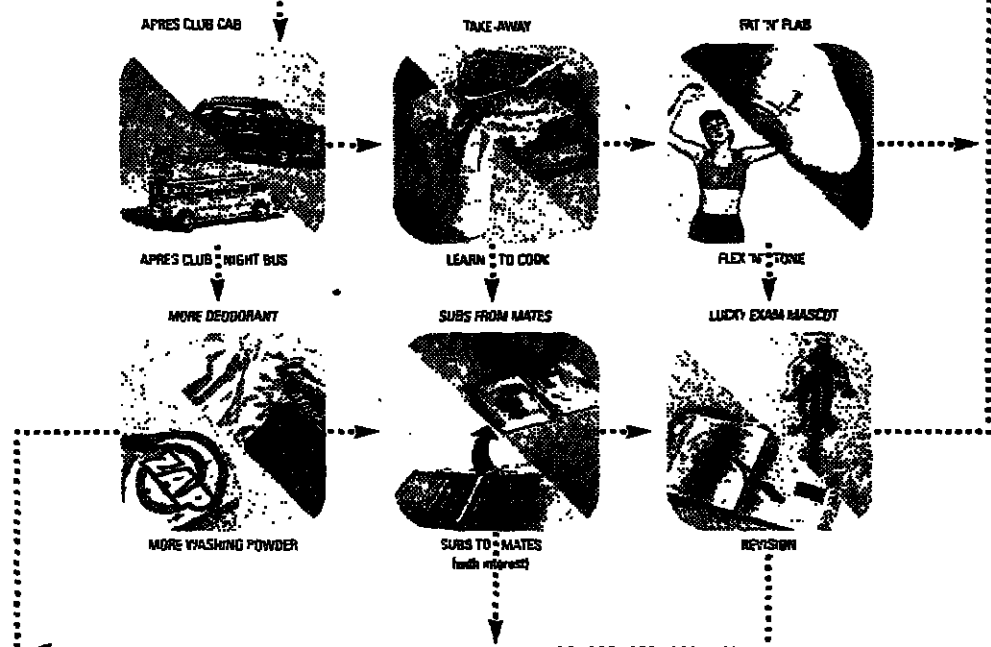 APRES CLUB CAB
TAKE-AWAY
FAT 'N' FLAB
APRES CLUB NIGHT BUS
LEARN TO COOK
FLEX 'N' TONE
MORE DEODORANT
SUBS FROM MATES
LUCKY EXAM MASCOT
ZAP
MORE WASHING POWDER
SUBS TO MATES
(with interest)
REVISION